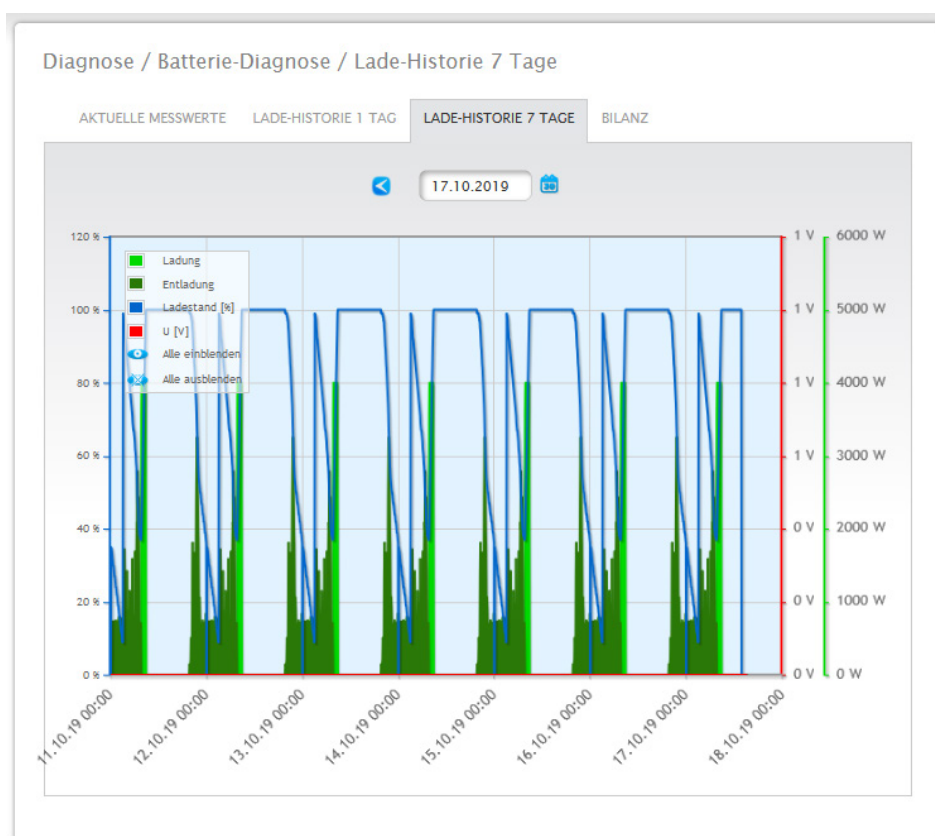 Diagnose / Batterie-Diagnose / Lade-Historie 7 Tage
AKTUELLE MESSWERTE LADE-HISTORIE 1 TAG LADE-HISTORIE 7 TAGE BILANZ
17.10.2019 30
120 % 1 V 6000 W
Ladung
Entladung
100 % Ladestand [%] 1 V 5000 W
U [V]
Alle einblenden
80 % Alle ausblenden 1 V 4000 W
60 % 1 V 3000 W
40 % 0 V 2000 W
20 % 0 V 1000 W
0 % 0 V 0 W
11.10.19 00:00 12.10.19 00:00 13.10.19 00:00 14.10.19 00:00 15.10.19 00:00 16.10.19 00:00 17.10.19 00:00 18.10.19 00:00